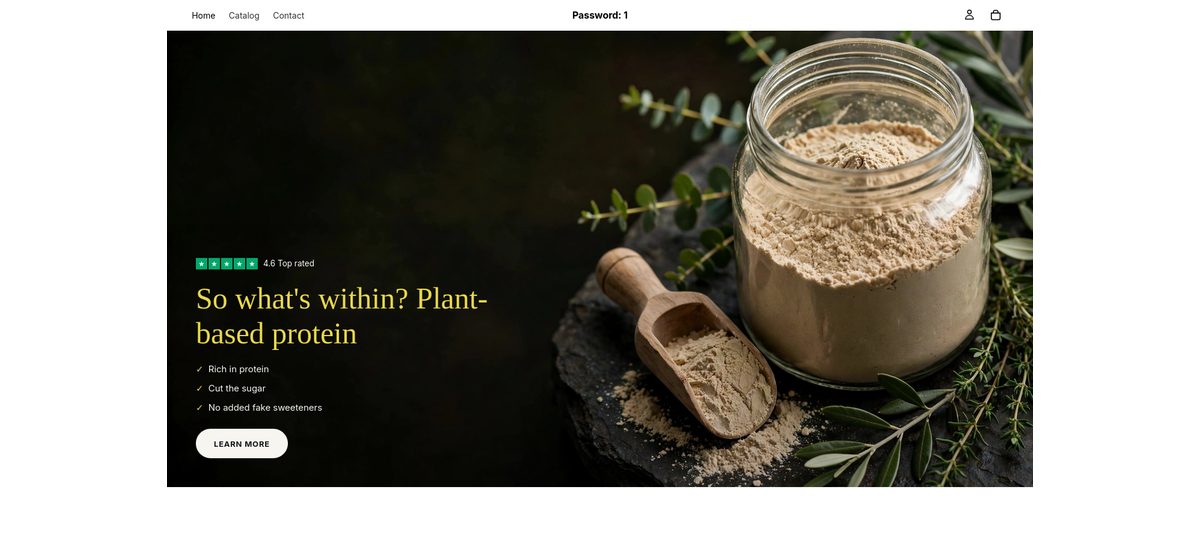 Home Catalog Contact
Password: 1
4.6 Top rated
So what's within? Plant-
based protein
✓ Rich in protein
✓ Cut the sugar
✓ No added fake sweeteners
LEARN MORE